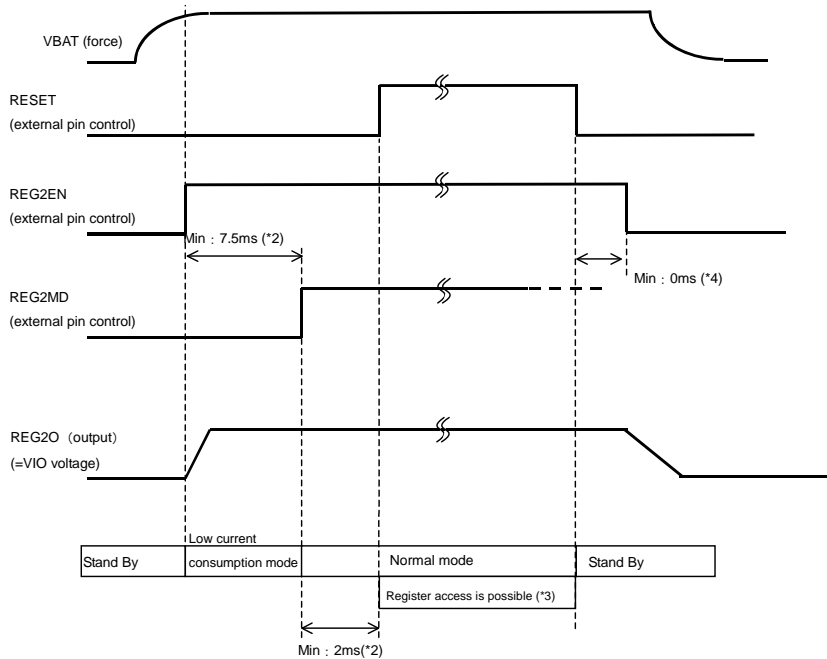 VBAT (force)
RESET
(external pin control)
REG2EN
(external pin control)
Min : 7.5ms (*2)
Min : 0ms (*4)
REG2MD
(external pin control)
REG2O (output)
(=VIO voltage)
Stand By
Low current
consumption mode
Normal mode
Stand By
Register access is possible (*3)
Min : 2ms(*2)